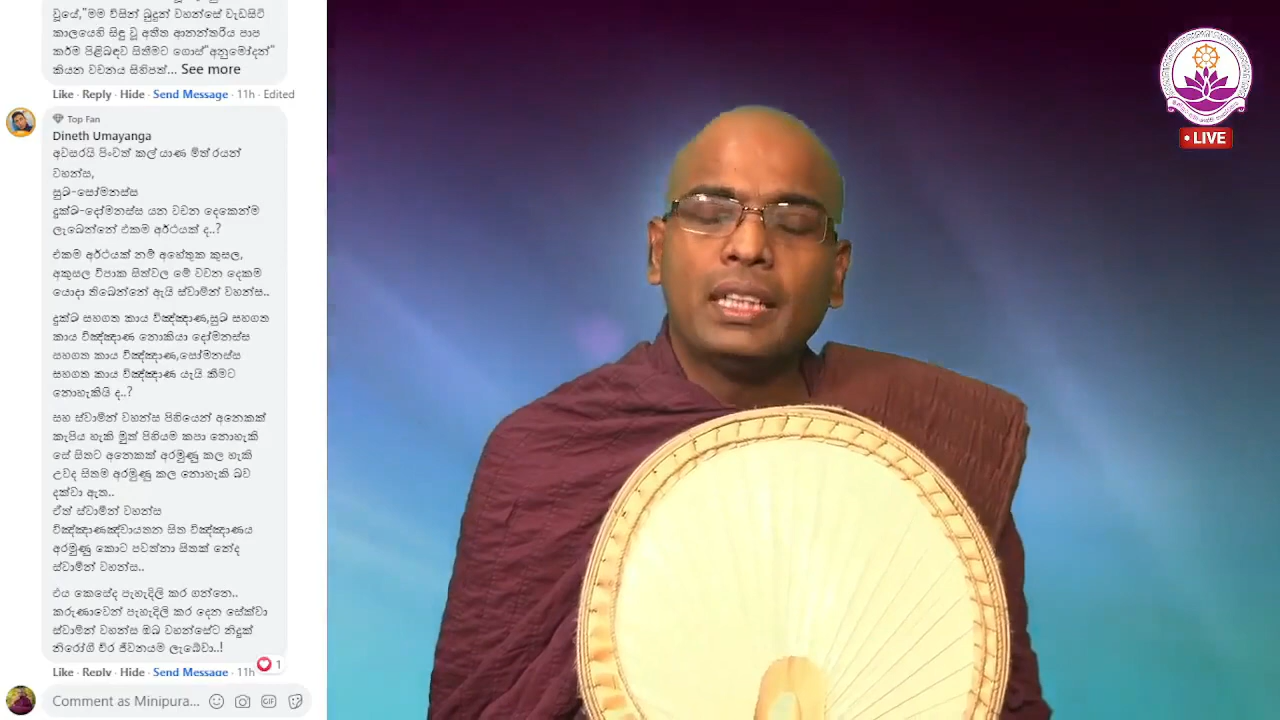 වූයේ,"මම විසින් බුදුන් වහන්සේ වැඩසිටි
කාලයෙහි සිඳු වූ අතීත ආනන්තරීය පාප
කර්ම පිළිබඳව සිතීමට ගොස්"අනුමෝදන්"
කියන වචනය සිහිපත්... See more
Like · Reply · Hide · Send Message · 11h · Edited
Top Fan
Dineth Umayanga
අවසරයි පිංවත් කල් යාණ මිත් රයන්
වහන්ස,
සුඛ-සෝමනස්ස
දුක්ඛ-දෝමනස්ස යන වචන දෙකෙන්ම
ලැබෙන්නේ එකම අර්ථයක් ද..?
එකම අර්ථයක් නම් අහේතුක කුසල,
අකුසල විපාක සිත්වල මේ වචන දෙකම
යොදා තිබෙන්නේ ඇයි ස්වාමීන් වහන්ස..
දුක්ඛ සහගත කාය විඤ්ඤාණ,සුඛ සහගත
කාය විඤ්ඤාණ නොකියා දෝමනස්ස
සහගත කාය විඤ්ඤාණ,සෝමනස්ස
සහගත කාය විඤ්ඤාණ යැයි කීමට
නොහැකියි ද..?
සහ ස්වාමීන් වහන්ස පිහියෙන් අනෙකක්
කැපිය හැකි මුත් පිහියම කපා නොහැකි
සේ සිතට අනෙකක් අරමුණු කල හැකි
උවද සිතම අරමුණු කල නොහැකි බව
දක්වා ඇත..
ඒත් ස්වාමීන් වහන්ස
විඤ්ඤාණඤ්චායතන සිත විඤ්ඤාණය
අරමුණු කොට පවත්නා සිතක් නේද
ස්වාමීන් වහන්ස..
එය කෙසේද පැහැදිලි කර ගන්නෙ..
කරුණාවෙන් පැහැදිලි කර දෙන සේක්වා
ස්වාමීන් වහන්ස ඔබ වහන්සේට නිදුක්
නිරෝගී චිර ජීවනයම ලැබේවා..!
1
Like · Reply · Hide · Send Message · 11h
Comment as Minipura...
GIF
LIVE